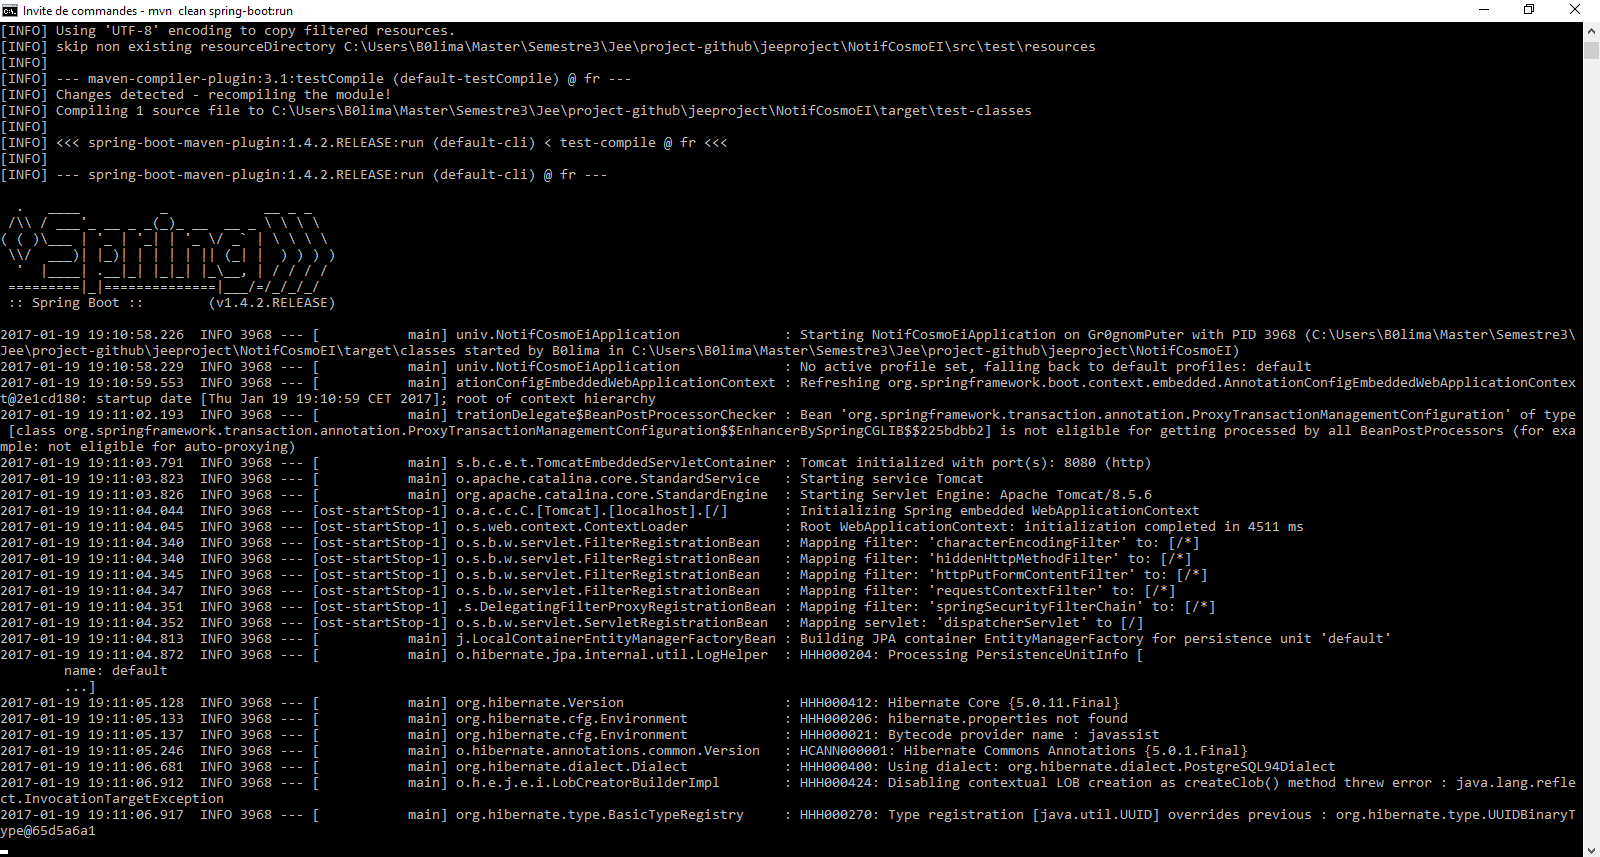 Invite de commandes - mvn  clean spring-boot:run
[INFO] Using 'UTF-8' encoding to copy filtered resources.
[INFO] skip non existing resourceDirectory C:\Users\B0lima\Master\Semestre3\Jee\project-github\jeeproject\NotifCosmoEI\src\test\resources
[INFO]
[INFO] --- maven-compiler-plugin:3.1:testCompile (default-testCompile) @ fr ---
[INFO] Changes detected - recompiling the module!
[INFO] Compiling 1 source file to C:\Users\B0lima\Master\Semestre3\Jee\project-github\jeeproject\NotifCosmoEI\target\test-classes
[INFO]
[INFO] <<< spring-boot-maven-plugin:1.4.2.RELEASE:run (default-cli) < test-compile @ fr <<<
[INFO]
[INFO] --- spring-boot-maven-plugin:1.4.2.RELEASE:run (default-cli) @ fr ---
  .   ____          _            __ _ _
 /\\ / ___'_ __ _ _(_)_ __  __ _ \ \ \ \
( ( )\___ | '_ | '_| | '_ \/ _` | \ \ \ \
 \\/  ___)| |_)| | | | | || (_| |  ) ) ) )
  '  |____| .__|_| |_|_| |_\__, | / / / /
 =========|_|==============|___/=/_/_/_/
 :: Spring Boot ::        (v1.4.2.RELEASE)
2017-01-19 19:10:58.226  INFO 3968 --- [           main] univ.NotifCosmoEiApplication             : Starting NotifCosmoEiApplication on Gr0gnomPuter with PID 3968 (C:\Users\B0lima\Master\Semestre3\
Jee\project-github\jeeproject\NotifCosmoEI\target\classes started by B0lima in C:\Users\B0lima\Master\Semestre3\Jee\project-github\jeeproject\NotifCosmoEI)
2017-01-19 19:10:58.229  INFO 3968 --- [           main] univ.NotifCosmoEiApplication             : No active profile set, falling back to default profiles: default
2017-01-19 19:10:59.553  INFO 3968 --- [           main] ationConfigEmbeddedWebApplicationContext : Refreshing org.springframework.boot.context.embedded.AnnotationConfigEmbeddedWebApplicationContex
t@2e1cd180: startup date [Thu Jan 19 19:10:59 CET 2017]; root of context hierarchy
2017-01-19 19:11:02.193  INFO 3968 --- [           main] trationDelegate$BeanPostProcessorChecker : Bean 'org.springframework.transaction.annotation.ProxyTransactionManagementConfiguration' of type
 [class org.springframework.transaction.annotation.ProxyTransactionManagementConfiguration$$EnhancerBySpringCGLIB$$225bdbb2] is not eligible for getting processed by all BeanPostProcessors (for exa
mple: not eligible for auto-proxying)
2017-01-19 19:11:03.791  INFO 3968 --- [           main] s.b.c.e.t.TomcatEmbeddedServletContainer : Tomcat initialized with port(s): 8080 (http)
2017-01-19 19:11:03.823  INFO 3968 --- [           main] o.apache.catalina.core.StandardService   : Starting service Tomcat
2017-01-19 19:11:03.826  INFO 3968 --- [           main] org.apache.catalina.core.StandardEngine  : Starting Servlet Engine: Apache Tomcat/8.5.6
2017-01-19 19:11:04.044  INFO 3968 --- [ost-startStop-1] o.a.c.c.C.[Tomcat].[localhost].[/]       : Initializing Spring embedded WebApplicationContext
2017-01-19 19:11:04.045  INFO 3968 --- [ost-startStop-1] o.s.web.context.ContextLoader            : Root WebApplicationContext: initialization completed in 4511 ms
2017-01-19 19:11:04.340  INFO 3968 --- [ost-startStop-1] o.s.b.w.servlet.FilterRegistrationBean   : Mapping filter: 'characterEncodingFilter' to: [/*]
2017-01-19 19:11:04.340  INFO 3968 --- [ost-startStop-1] o.s.b.w.servlet.FilterRegistrationBean   : Mapping filter: 'hiddenHttpMethodFilter' to: [/*]
2017-01-19 19:11:04.345  INFO 3968 --- [ost-startStop-1] o.s.b.w.servlet.FilterRegistrationBean   : Mapping filter: 'httpPutFormContentFilter' to: [/*]
2017-01-19 19:11:04.347  INFO 3968 --- [ost-startStop-1] o.s.b.w.servlet.FilterRegistrationBean   : Mapping filter: 'requestContextFilter' to: [/*]
2017-01-19 19:11:04.351  INFO 3968 --- [ost-startStop-1] .s.DelegatingFilterProxyRegistrationBean : Mapping filter: 'springSecurityFilterChain' to: [/*]
2017-01-19 19:11:04.352  INFO 3968 --- [ost-startStop-1] o.s.b.w.servlet.ServletRegistrationBean  : Mapping servlet: 'dispatcherServlet' to [/]
2017-01-19 19:11:04.813  INFO 3968 --- [           main] j.LocalContainerEntityManagerFactoryBean : Building JPA container EntityManagerFactory for persistence unit 'default'
2017-01-19 19:11:04.872  INFO 3968 --- [           main] o.hibernate.jpa.internal.util.LogHelper  : HHH000204: Processing PersistenceUnitInfo [
        name: default
        ...]
2017-01-19 19:11:05.128  INFO 3968 --- [           main] org.hibernate.Version                    : HHH000412: Hibernate Core {5.0.11.Final}
2017-01-19 19:11:05.133  INFO 3968 --- [           main] org.hibernate.cfg.Environment            : HHH000206: hibernate.properties not found
2017-01-19 19:11:05.137  INFO 3968 --- [           main] org.hibernate.cfg.Environment            : HHH000021: Bytecode provider name : javassist
2017-01-19 19:11:05.246  INFO 3968 --- [           main] o.hibernate.annotations.common.Version   : HCANN000001: Hibernate Commons Annotations {5.0.1.Final}
2017-01-19 19:11:06.681  INFO 3968 --- [           main] org.hibernate.dialect.Dialect            : HHH000400: Using dialect: org.hibernate.dialect.PostgreSQL94Dialect
2017-01-19 19:11:06.912  INFO 3968 --- [           main] o.h.e.j.e.i.LobCreatorBuilderImpl        : HHH000424: Disabling contextual LOB creation as createClob() method threw error : java.lang.refle
ct.InvocationTargetException
2017-01-19 19:11:06.917  INFO 3968 --- [           main] org.hibernate.type.BasicTypeRegistry     : HHH000270: Type registration [java.util.UUID] overrides previous : org.hibernate.type.UUIDBinaryT
ype@65d5a6a1